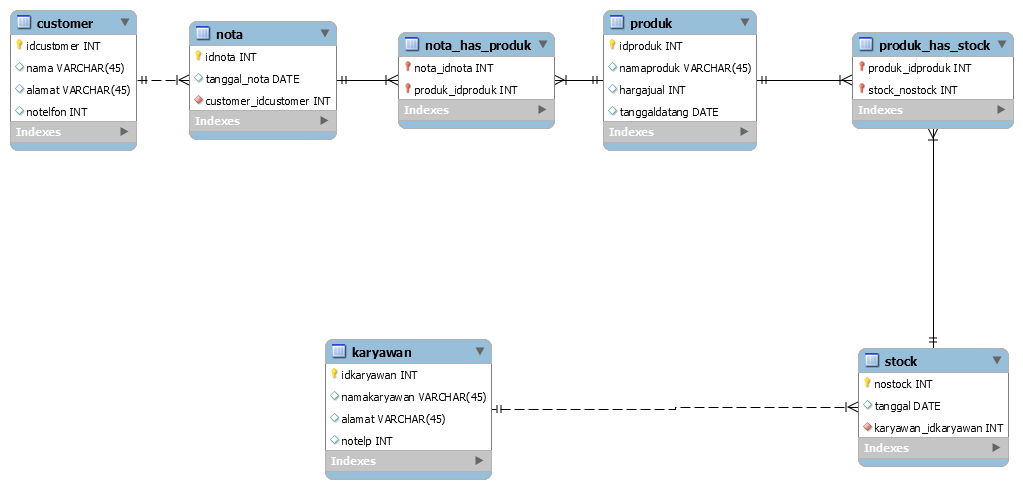 customer
idcustomer INT
nama VARCHAR(45)
alamat VARCHAR(45)
notelfon INT
Indexes
nota
idnota INT
tanggal_nota DATE
customer_idcustomer INT
Indexes
nota_has_produk
nota_idnota INT
produk_idproduk INT
Indexes
produk
idproduk INT
namaproduk VARCHAR(45)
hargajual INT
tanggaldatang DATE
Indexes
produk_has_stock
produk_idproduk INT
stock_nostock INT
Indexes
karyawan
idkaryawan INT
namakaryawan VARCHAR(45)
alamat VARCHAR(45)
notelp INT
Indexes
stock
nostock INT
tanggal DATE
karyawan_idkaryawan INT
Indexes